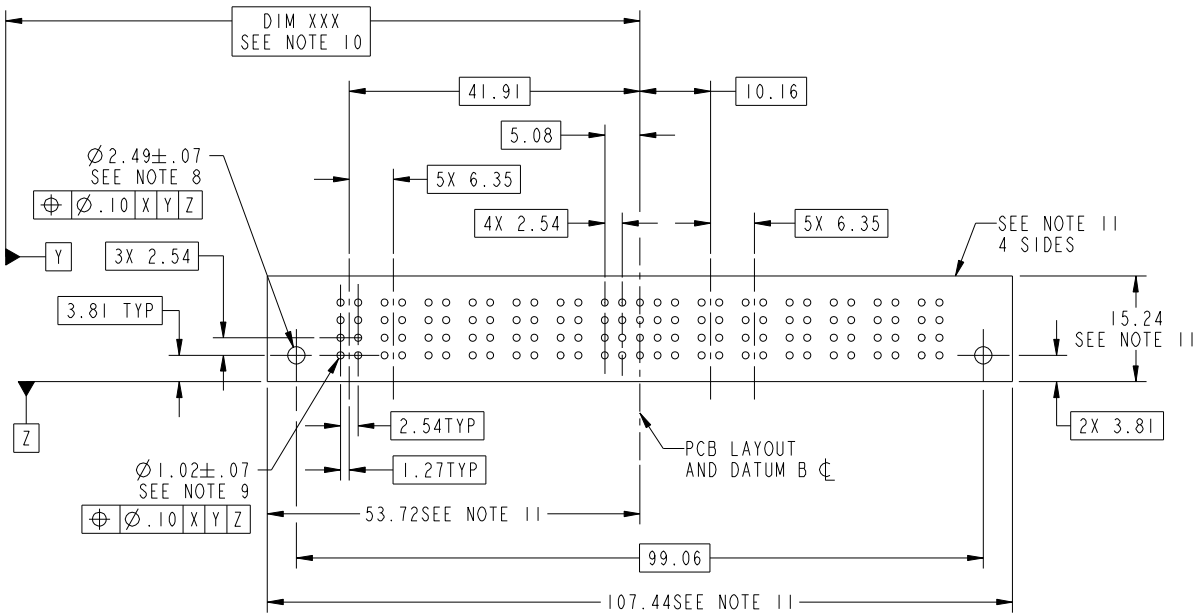 DIM XXX
SEE NOTE 10
41.91
10.16
5.08
Ø2.49±.07
SEE NOTE 8
⌖ Ø.10 X Y Z
5X 6.35
4X 2.54
5X 6.35
SEE NOTE 11
4 SIDES
Y
3X 2.54
3.81 TYP
15.24
SEE NOTE 11
Z
2.54TYP
2X 3.81
PCB LAYOUT
AND DATUM B ℄
Ø1.02±.07
SEE NOTE 9
⌖ Ø.10 X Y Z
1.27TYP
53.72SEE NOTE 11
99.06
107.44SEE NOTE 11